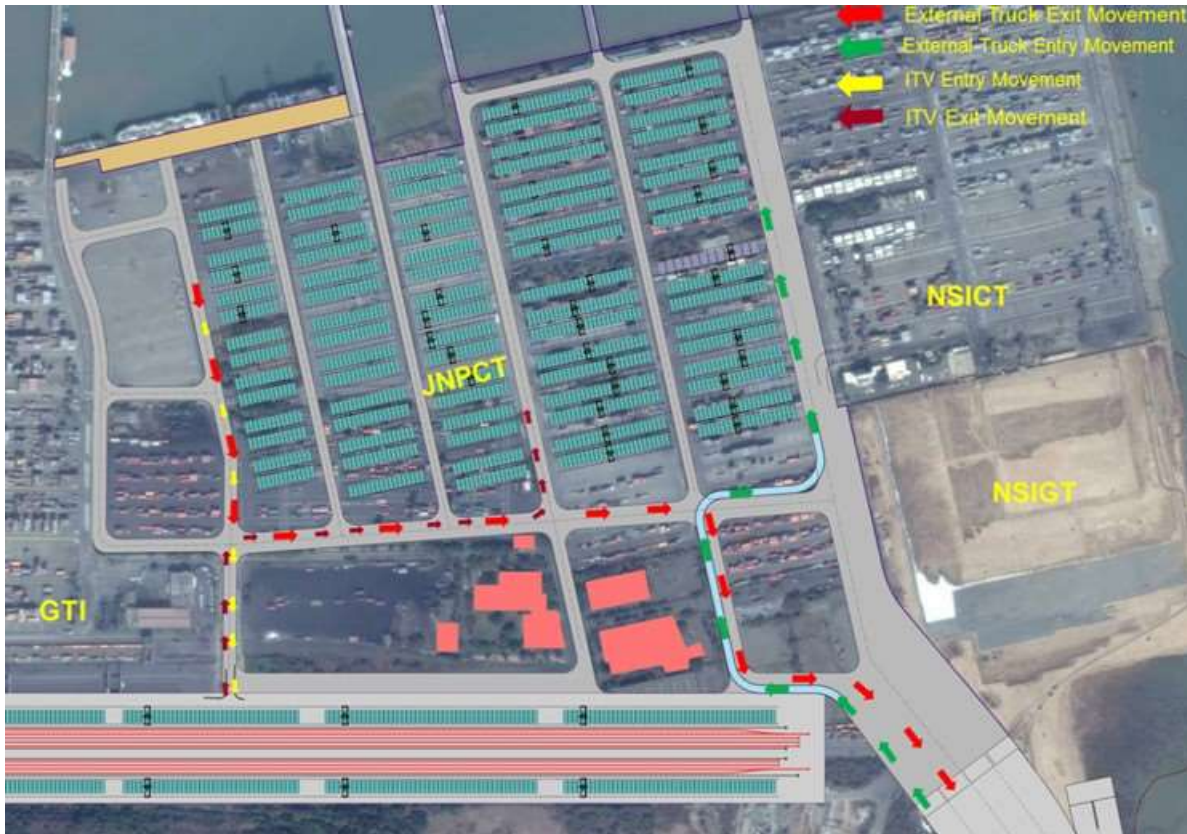 External Truck Exit Movement
External Truck Entry Movement
ITV Entry Movement
ITV Exit Movement
NSICT
JNPCT
NSIGT
GTI